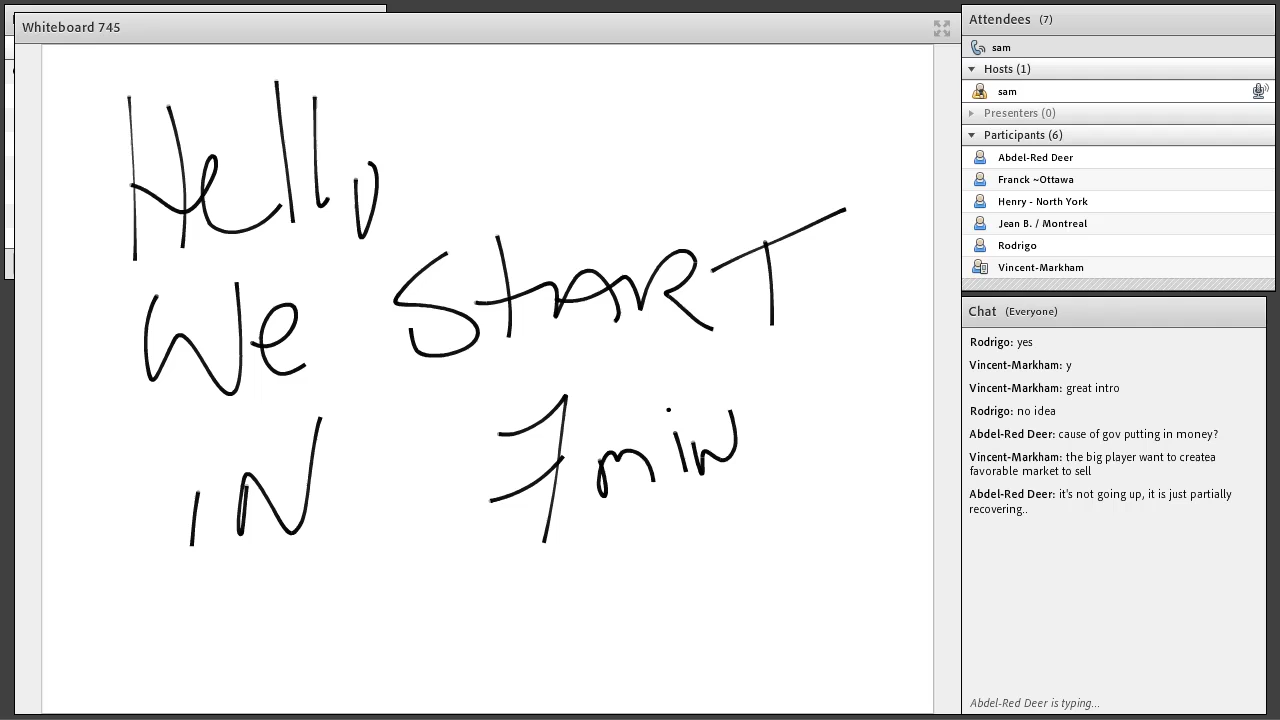 Whiteboard 745
Hello
We START
IN 7 min
Attendees (7)
sam
Hosts (1)
sam
Presenters (0)
Participants (6)
Abdel-Red Deer
Franck ~Ottawa
Henry - North York
Jean B. / Montreal
Rodrigo
Vincent-Markham
Chat (Everyone)
Rodrigo: yes
Vincent-Markham: y
Vincent-Markham: great intro
Rodrigo: no idea
Abdel-Red Deer: cause of gov putting in money?
Vincent-Markham: the big player want to createa
favorable market to sell
Abdel-Red Deer: it's not going up, it is just partially
recovering..
Abdel-Red Deer is typing...